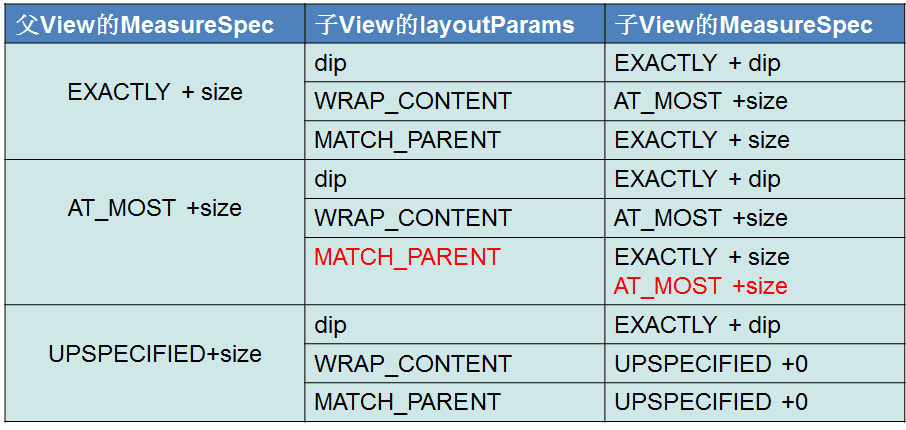 父View的MeasureSpec 子View的layoutParams 子View的MeasureSpec
EXACTLY + size
dip EXACTLY + dip
WRAP_CONTENT AT_MOST +size
MATCH_PARENT EXACTLY + size
AT_MOST +size
dip EXACTLY + dip
WRAP_CONTENT AT_MOST +size
MATCH_PARENT EXACTLY + size
AT_MOST +size
UPSPECIFIED+size
dip EXACTLY + dip
WRAP_CONTENT UPSPECIFIED +0
MATCH_PARENT UPSPECIFIED +0